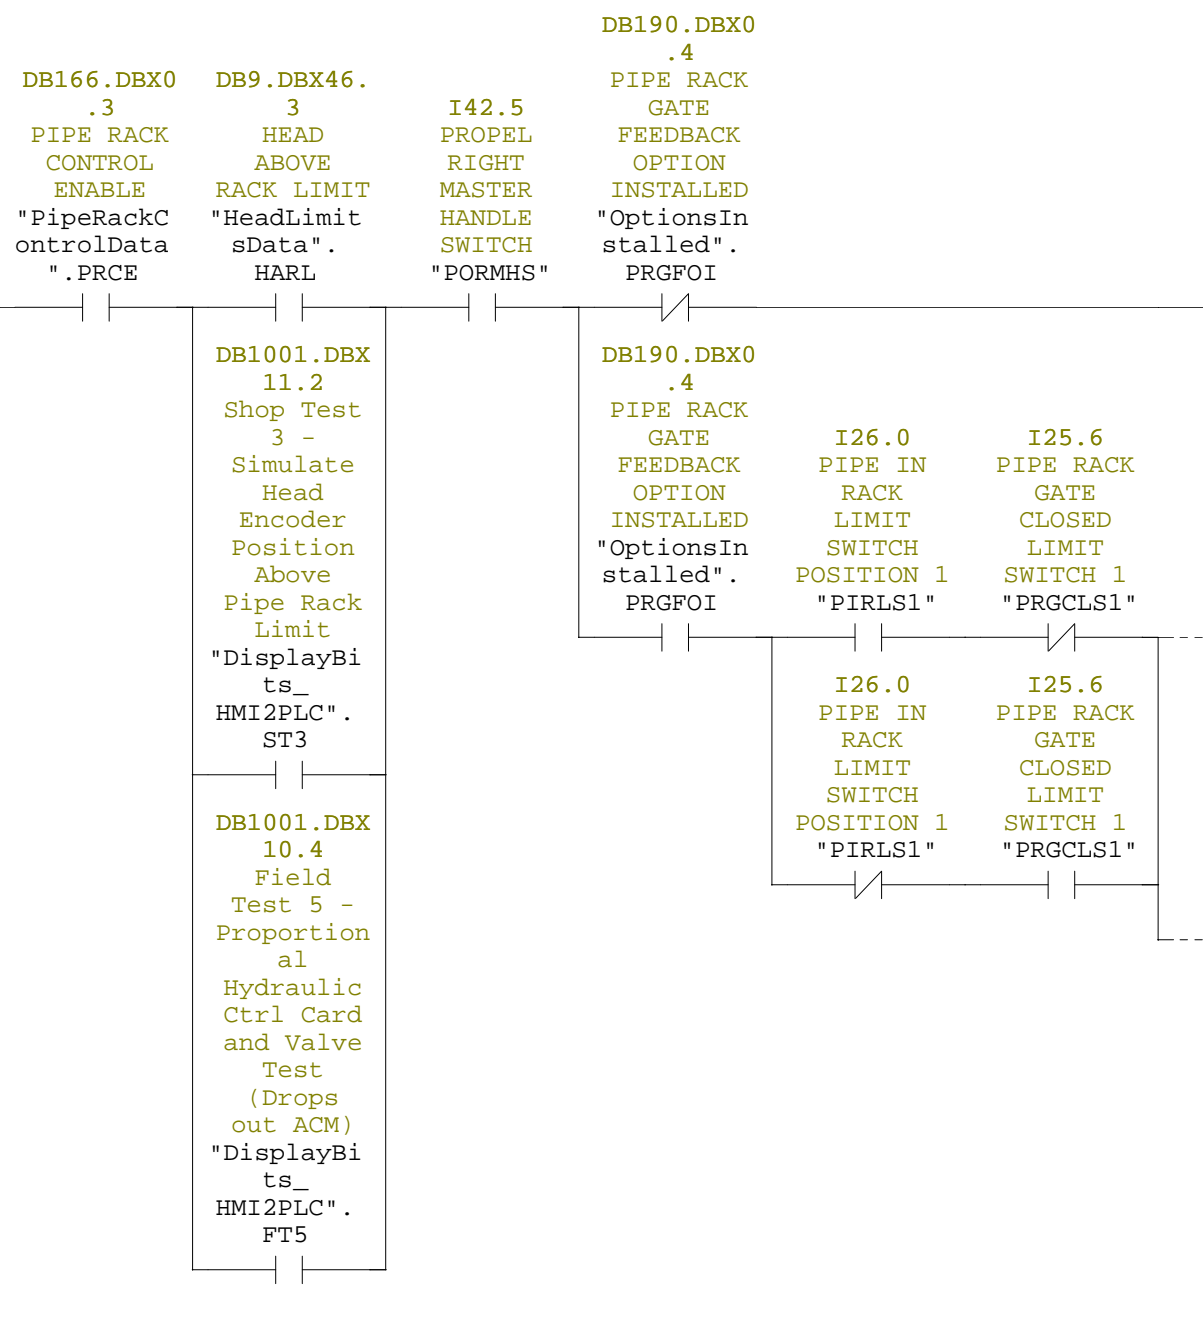 DB166.DBX0
.3
PIPE RACK
CONTROL
ENABLE
"PipeRackC
ontrolData
".PRCE
DB9.DBX46.
3
HEAD
ABOVE
RACK LIMIT
"HeadLimit
sData".
HARL
I42.5
PROPEL
RIGHT
MASTER
HANDLE
SWITCH
"PORMHS"
DB190.DBX0
.4
PIPE RACK
GATE
FEEDBACK
OPTION
INSTALLED
"OptionsIn
stalled".
PRGFOI
DB1001.DBX
11.2
Shop Test
3 -
Simulate
Head
Encoder
Position
Above
Pipe Rack
Limit
"DisplayBi
ts_
HMI2PLC".
ST3
DB190.DBX0
.4
PIPE RACK
GATE
FEEDBACK
OPTION
INSTALLED
"OptionsIn
stalled".
PRGFOI
I26.0
PIPE IN
RACK
LIMIT
SWITCH
POSITION 1
"PIRLS1"
I25.6
PIPE RACK
GATE
CLOSED
LIMIT
SWITCH 1
"PRGCLS1"
I26.0
PIPE IN
RACK
LIMIT
SWITCH
POSITION 1
"PIRLS1"
I25.6
PIPE RACK
GATE
CLOSED
LIMIT
SWITCH 1
"PRGCLS1"
DB1001.DBX
10.4
Field
Test 5 -
Proportion
al
Hydraulic
Ctrl Card
and Valve
Test
(Drops
out ACM)
"DisplayBi
ts_
HMI2PLC".
FT5